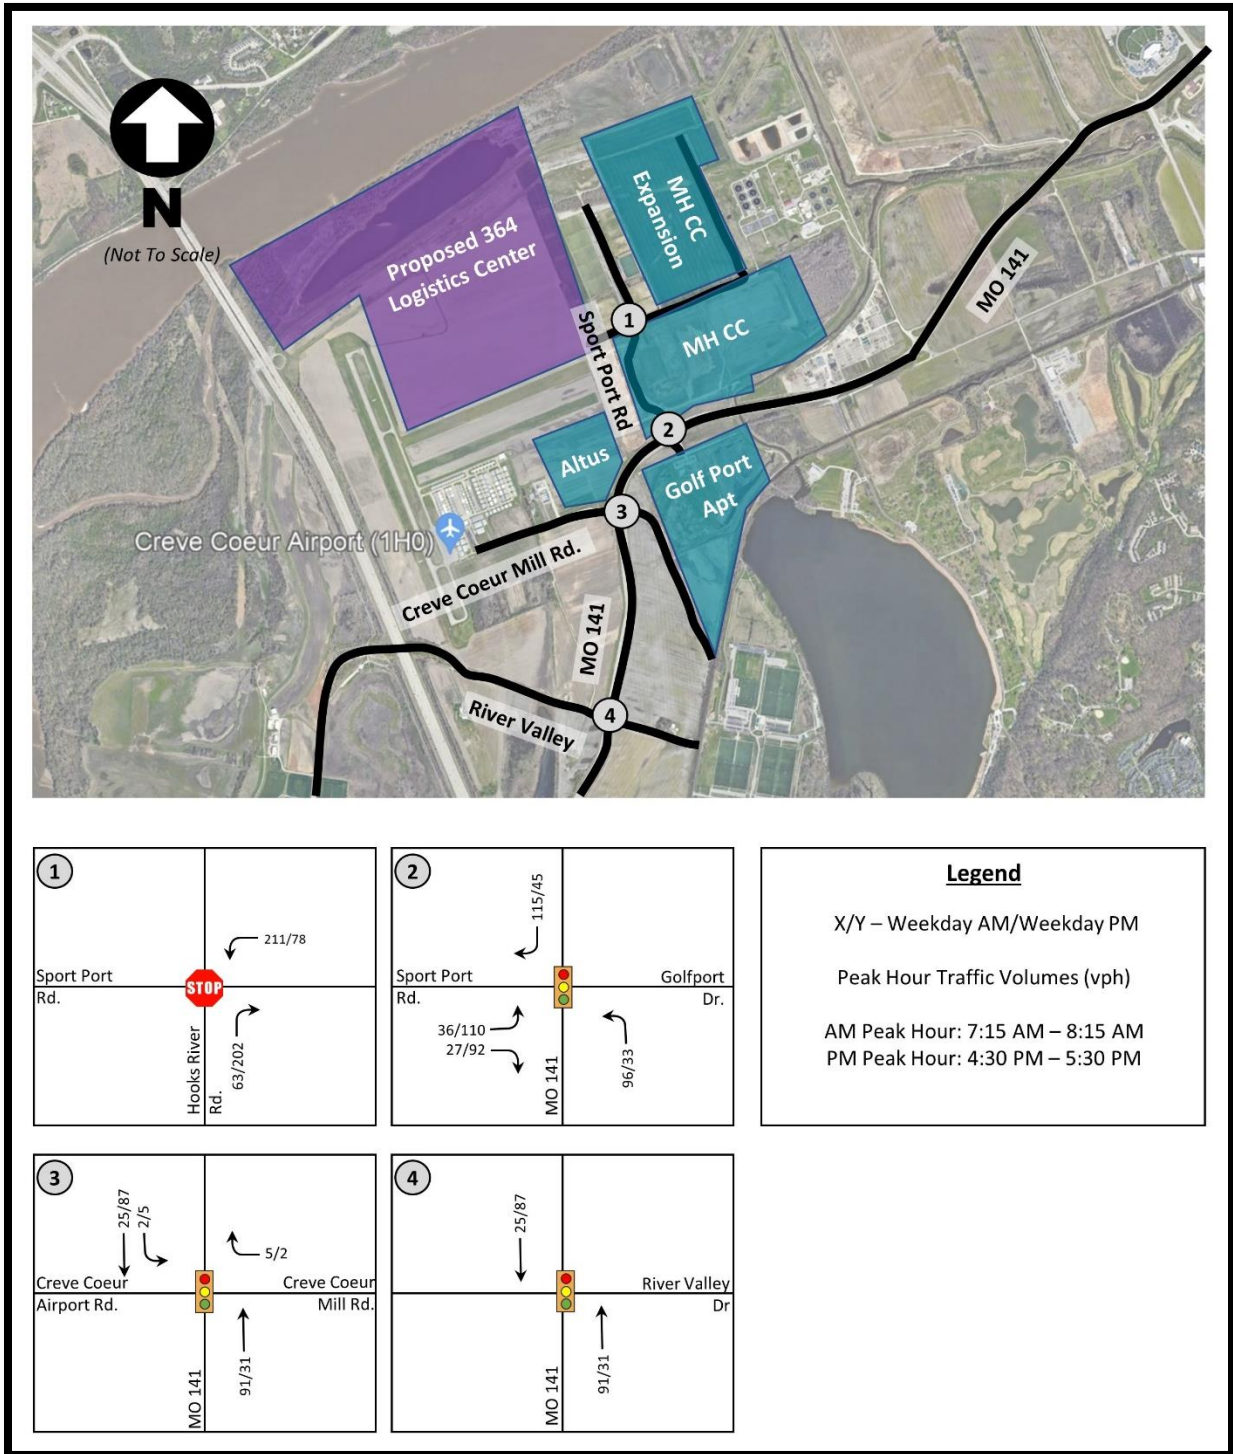 N
(Not To Scale)
Proposed 364
Logistics Center
MH CC
Expansion
MO 141
1
Sport Port Rd
MH CC
2
Altus
Golf Port
Apt
3
Creve Coeur Airport (1H0)
Creve Coeur Mill Rd.
MO 141
River Valley
4
1
211/78
Sport Port
Rd.
STOP
63/202
Hooks River
Rd.
2
115/45
Sport Port
Rd.
Golfport
Dr.
36/110
27/92
96/33
MO 141
Legend
X/Y – Weekday AM/Weekday PM
Peak Hour Traffic Volumes (vph)
AM Peak Hour: 7:15 AM – 8:15 AM
PM Peak Hour: 4:30 PM – 5:30 PM
3
25/87
2/5
5/2
Creve Coeur
Airport Rd.
Creve Coeur
Mill Rd.
91/31
MO 141
4
25/87
River Valley
Dr
91/31
MO 141